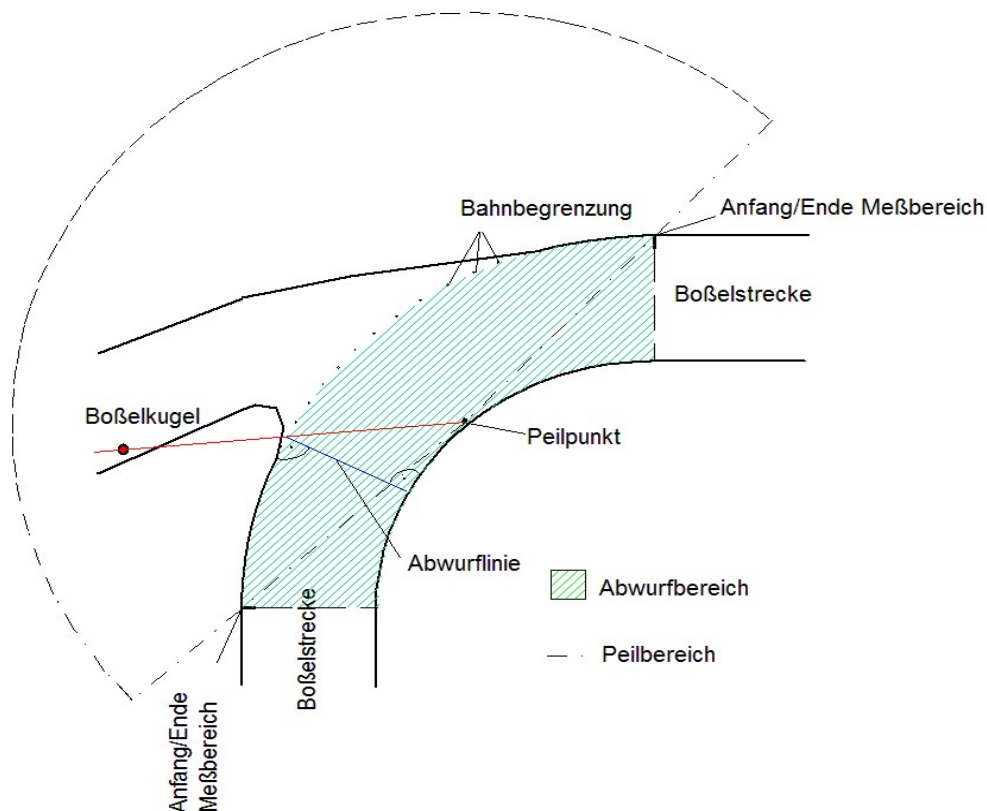 Bahnbegrenzung
Anfang/Ende Meßbereich
Boßelstrecke
Boßelkugel
Peilpunkt
Abwurflinie
Abwurfbereich
Boßelstrecke
Peilbereich
Anfang/Ende
Meßbereich